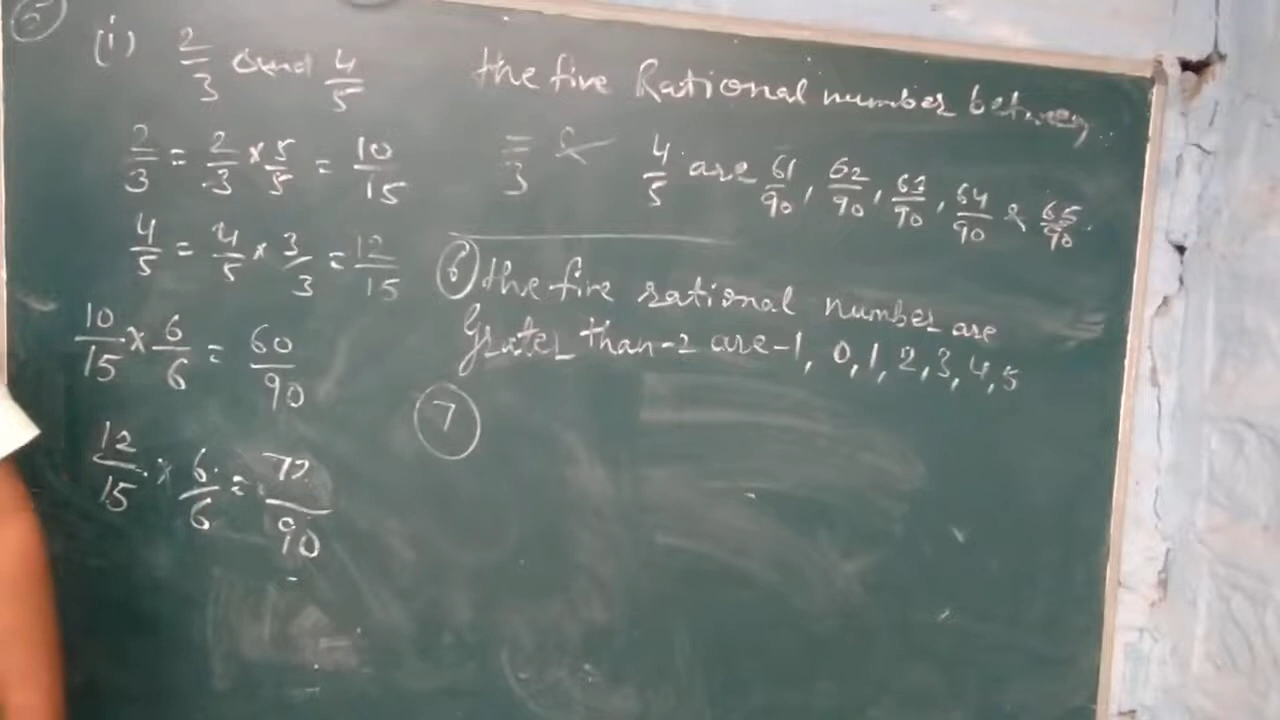 5
(i) 2/3 and 4/5
2/3 = 2/3 × 5/5 = 10/15
4/5 = 4/5 × 3/3 = 12/15
10/15 × 6/6 = 60/90
12/15 × 6/6 = 72/90
the five Rational number between
/3 & 4/5 are 61/90, 62/90, 63/90, 64/90 & 65/90.
6 the five rational number are
Grater than -2 are -1, 0, 1, 2, 3, 4, 5
7